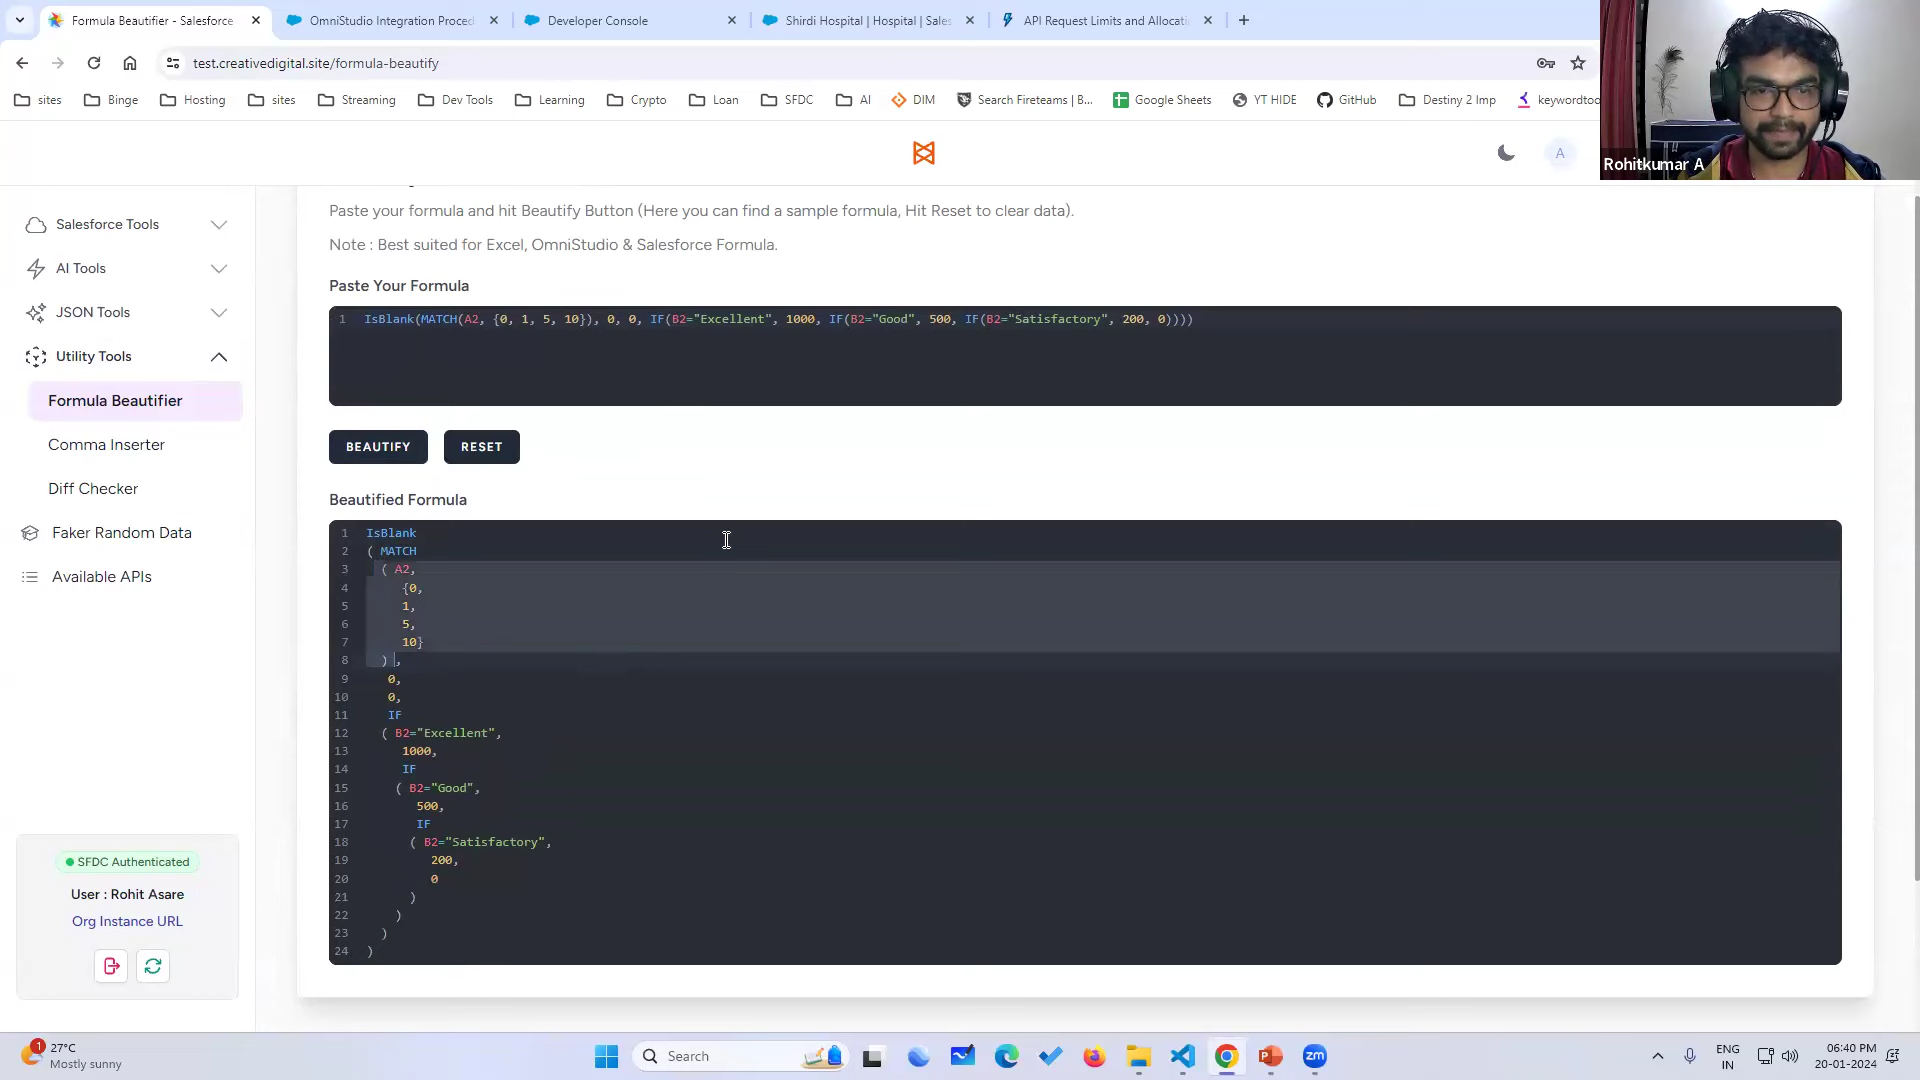 Formula Beautifier - Salesforce
OmniStudio Integration Proced
Developer Console
Shirdi Hospital | Hospital | Sales
API Request Limits and Allocati
test.creativedigital.site/formula-beautify
sites
Binge
Hosting
sites
Streaming
Dev Tools
Learning
Crypto
Loan
SFDC
AI
DIM
Search Fireteams | B...
Google Sheets
YT HIDE
GitHub
Destiny 2 Imp
keywordtoo
Rohitkumar A
A
Salesforce Tools
AI Tools
JSON Tools
Utility Tools
Formula Beautifier
Comma Inserter
Diff Checker
Faker Random Data
Available APIs
SFDC Authenticated
User : Rohit Asare
Org Instance URL
Paste your formula and hit Beautify Button (Here you can find a sample formula, Hit Reset to clear data).
Note : Best suited for Excel, OmniStudio & Salesforce Formula.
Paste Your Formula
1 IsBlank(MATCH(A2, {0, 1, 5, 10}), 0, 0, IF(B2="Excellent", 1000, IF(B2="Good", 500, IF(B2="Satisfactory", 200, 0))))
BEAUTIFY
RESET
Beautified Formula
1 IsBlank
2 ( MATCH
3 ( A2,
4 {0,
5 1,
6 5,
7 10}
8 ) ,
9 0,
10 0,
11 IF
12 ( B2="Excellent",
13 1000,
14 IF
15 ( B2="Good",
16 500,
17 IF
18 ( B2="Satisfactory",
19 200,
20 0
21 )
22 )
23 )
24 )
1
27°C
Mostly sunny
Search
zm
ENG
IN
06:40 PM
20-01-2024